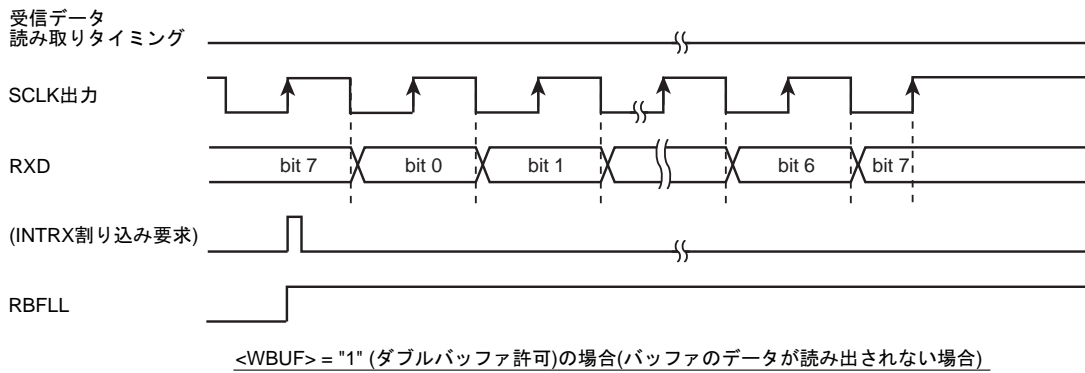 受信データ
読み取りタイミング
SCLK出力
RXD
bit 7
bit 0
bit 1
bit 6
bit 7
(INTRX割り込み要求)
RBFLL
<WBUF> = "1" (ダブルバッファ許可)の場合(バッファのデータが読み出されない場合)